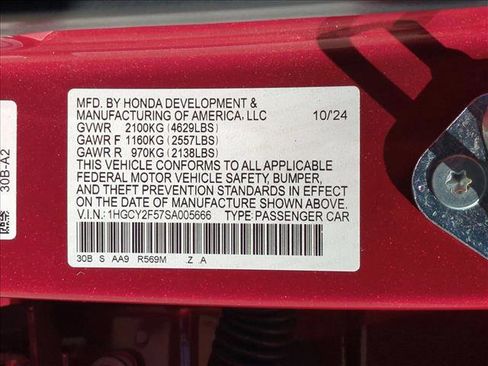 MFD. BY HONDA DEVELOPMENT &
MANUFACTURING OF AMERICA, LLC 10/24
GVWR 2100KG (4629LBS)
GAWR F 1160KG (2557LBS)
GAWR R 970KG (2138LBS)
THIS VEHICLE CONFORMS TO ALL APPLICABLE
FEDERAL MOTOR VEHICLE SAFETY, BUMPER,
AND THEFT PREVENTION STANDARDS IN EFFECT
ON THE DATE OF MANUFACTURE SHOWN ABOVE.
V.I.N.: 1HGCY2F57SA005666 TYPE: PASSENGER CAR
30B S AA9 R569M .Z .A
30B-A2